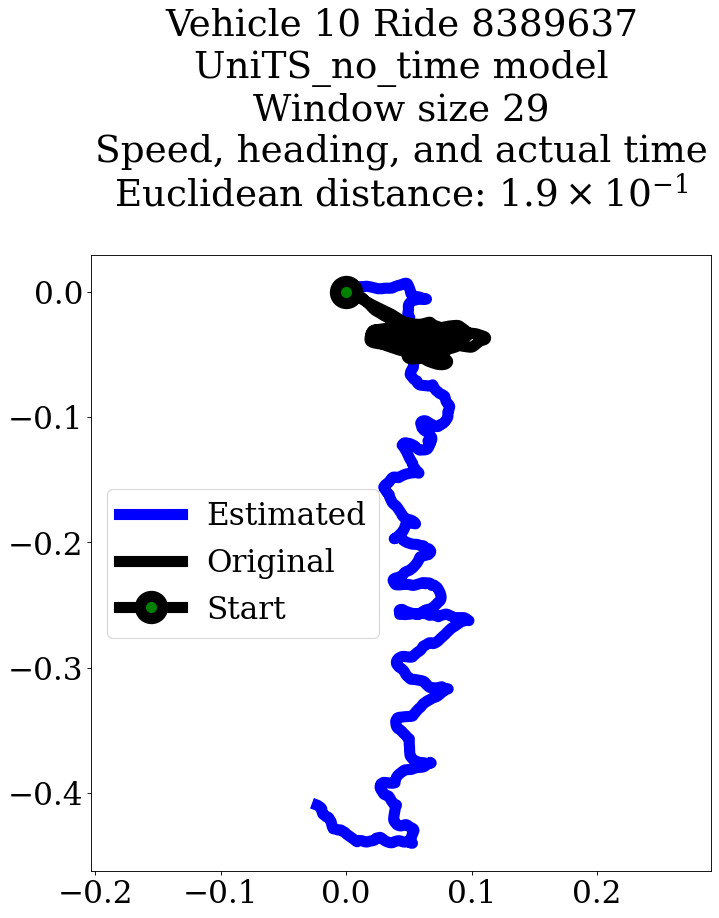 Vehicle 10 Ride 8389637
UniTS_no_time model
Window size 29
Speed, heading, and actual time
Euclidean distance: 1.9 × 10⁻¹
0.0
−0.1
−0.2
−0.3
−0.4
Estimated
Original
Start
−0.2
−0.1
0.0
0.1
0.2